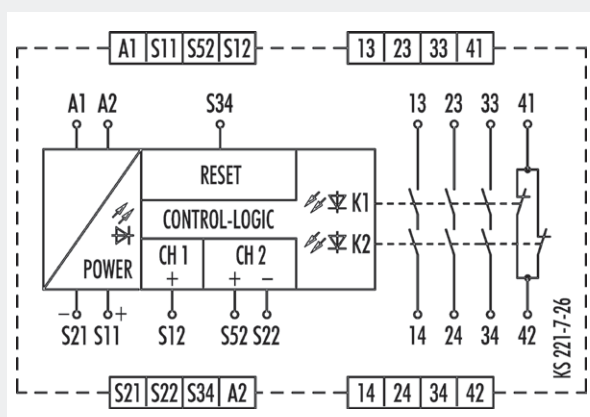 A1 S11 S52 S12 13 23 33 41
A1 A2 S34 13 23 33 41
RESET
CONTROL-LOGIC
K1
K2
POWER
CH 1
+
CH 2
+ −
− +
S21 S11 S12 S52 S22 14 24 34 42
KS 221-7-26
S21 S22 S34 A2 14 24 34 42